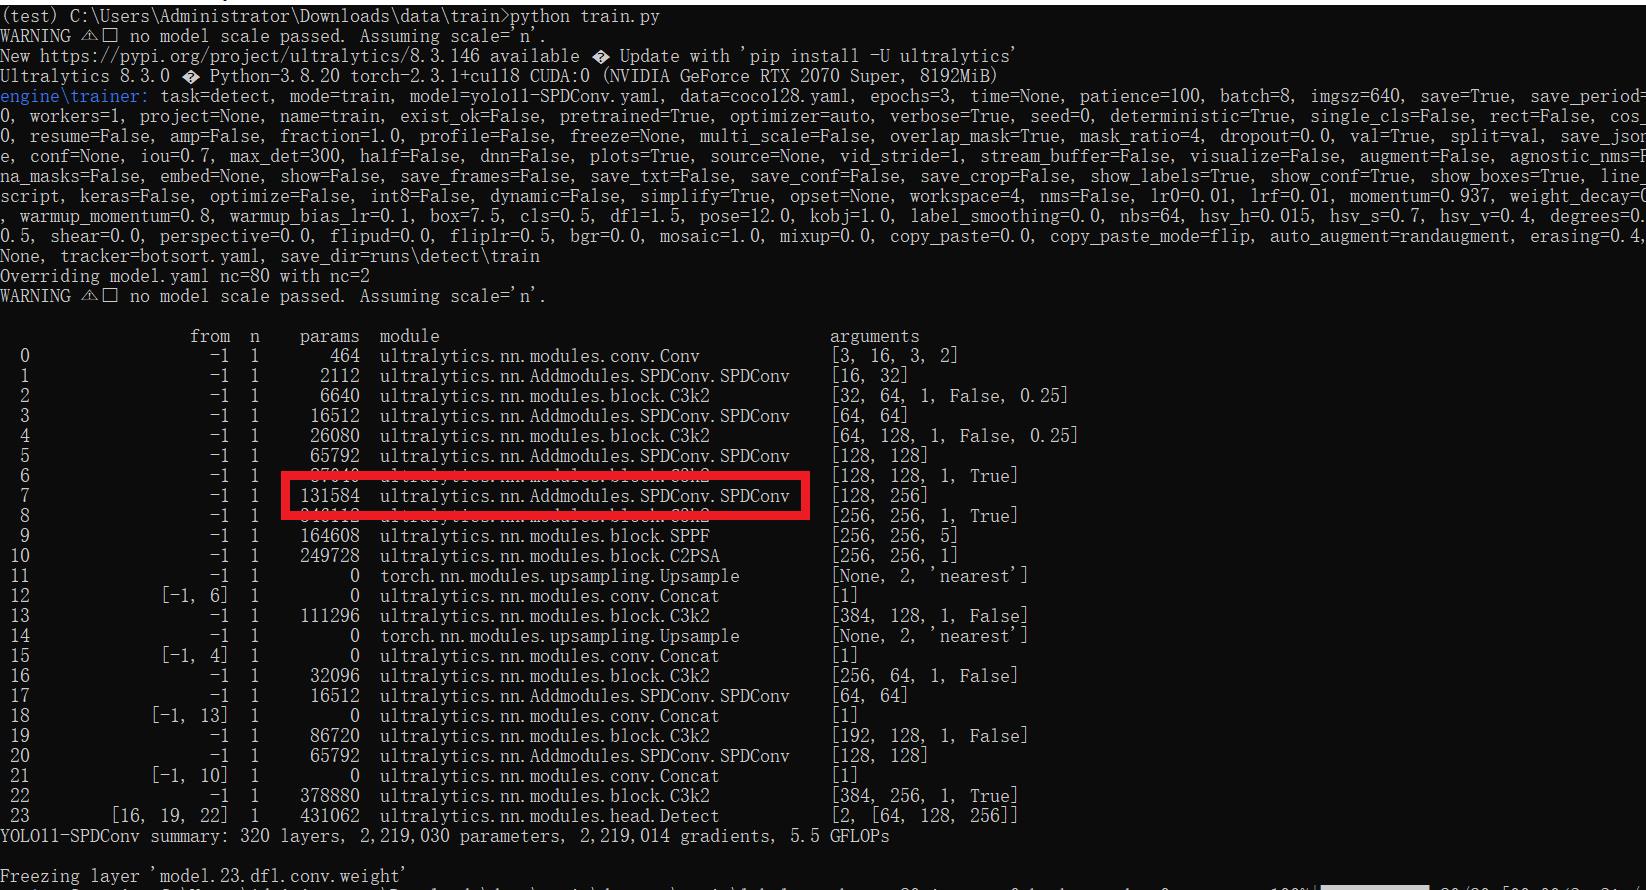 (test) C:\Users\Administrator\Downloads\data\train>python train.py
WARNING ⚠□ no model scale passed. Assuming scale='n'.
New https://pypi.org/project/ultralytics/8.3.146 available � Update with 'pip install -U ultralytics'
Ultralytics 8.3.0 � Python-3.8.20 torch-2.3.1+cu118 CUDA:0 (NVIDIA GeForce RTX 2070 Super, 8192MiB)
engine\trainer: task=detect, mode=train, model=yolo11-SPDConv.yaml, data=coco128.yaml, epochs=3, time=None, patience=100, batch=8, imgsz=640, save=True, save_period=
0, workers=1, project=None, name=train, exist_ok=False, pretrained=True, optimizer=auto, verbose=True, seed=0, deterministic=True, single_cls=False, rect=False, cos_
0, resume=False, amp=False, fraction=1.0, profile=False, freeze=None, multi_scale=False, overlap_mask=True, mask_ratio=4, dropout=0.0, val=True, split=val, save_json
e, conf=None, iou=0.7, max_det=300, half=False, dnn=False, plots=True, source=None, vid_stride=1, stream_buffer=False, visualize=False, augment=False, agnostic_nms=F
na_masks=False, embed=None, show=False, save_frames=False, save_txt=False, save_conf=False, save_crop=False, show_labels=True, show_conf=True, show_boxes=True, line_
script, keras=False, optimize=False, int8=False, dynamic=False, simplify=True, opset=None, workspace=4, nms=False, lr0=0.01, lrf=0.01, momentum=0.937, weight_decay=0
, warmup_momentum=0.8, warmup_bias_lr=0.1, box=7.5, cls=0.5, dfl=1.5, pose=12.0, kobj=1.0, label_smoothing=0.0, nbs=64, hsv_h=0.015, hsv_s=0.7, hsv_v=0.4, degrees=0.
0.5, shear=0.0, perspective=0.0, flipud=0.0, fliplr=0.5, bgr=0.0, mosaic=1.0, mixup=0.0, copy_paste=0.0, copy_paste_mode=flip, auto_augment=randaugment, erasing=0.4,
None, tracker=botsort.yaml, save_dir=runs\detect\train
Overriding model.yaml nc=80 with nc=2
WARNING ⚠□ no model scale passed. Assuming scale='n'.
from n params module arguments
0 -1 1 464 ultralytics.nn.modules.conv.Conv [3, 16, 3, 2]
1 -1 1 2112 ultralytics.nn.Addmodules.SPDConv.SPDConv [16, 32]
2 -1 1 6640 ultralytics.nn.modules.block.C3k2 [32, 64, 1, False, 0.25]
3 -1 1 16512 ultralytics.nn.Addmodules.SPDConv.SPDConv [64, 64]
4 -1 1 26080 ultralytics.nn.modules.block.C3k2 [64, 128, 1, False, 0.25]
5 -1 1 65792 ultralytics.nn.Addmodules.SPDConv.SPDConv [128, 128]
6 -1 1 87040 ultralytics.nn.modules.block.C3k2 [128, 128, 1, True]
7 -1 1 131584 ultralytics.nn.Addmodules.SPDConv.SPDConv [128, 256]
8 -1 1 346112 ultralytics.nn.modules.block.C3k2 [256, 256, 1, True]
9 -1 1 164608 ultralytics.nn.modules.block.SPPF [256, 256, 5]
10 -1 1 249728 ultralytics.nn.modules.block.C2PSA [256, 256, 1]
11 -1 1 0 torch.nn.modules.upsampling.Upsample [None, 2, 'nearest']
12 [-1, 6] 1 0 ultralytics.nn.modules.conv.Concat [1]
13 -1 1 111296 ultralytics.nn.modules.block.C3k2 [384, 128, 1, False]
14 -1 1 0 torch.nn.modules.upsampling.Upsample [None, 2, 'nearest']
15 [-1, 4] 1 0 ultralytics.nn.modules.conv.Concat [1]
16 -1 1 32096 ultralytics.nn.modules.block.C3k2 [256, 64, 1, False]
17 -1 1 16512 ultralytics.nn.Addmodules.SPDConv.SPDConv [64, 64]
18 [-1, 13] 1 0 ultralytics.nn.modules.conv.Concat [1]
19 -1 1 86720 ultralytics.nn.modules.block.C3k2 [192, 128, 1, False]
20 -1 1 65792 ultralytics.nn.Addmodules.SPDConv.SPDConv [128, 128]
21 [-1, 10] 1 0 ultralytics.nn.modules.conv.Concat [1]
22 -1 1 378880 ultralytics.nn.modules.block.C3k2 [384, 256, 1, True]
23 [16, 19, 22] 1 431062 ultralytics.nn.modules.head.Detect [2, [64, 128, 256]]
YOLO11-SPDConv summary: 320 layers, 2,219,030 parameters, 2,219,014 gradients, 5.5 GFLOPs
Freezing layer 'model.23.dfl.conv.weight'